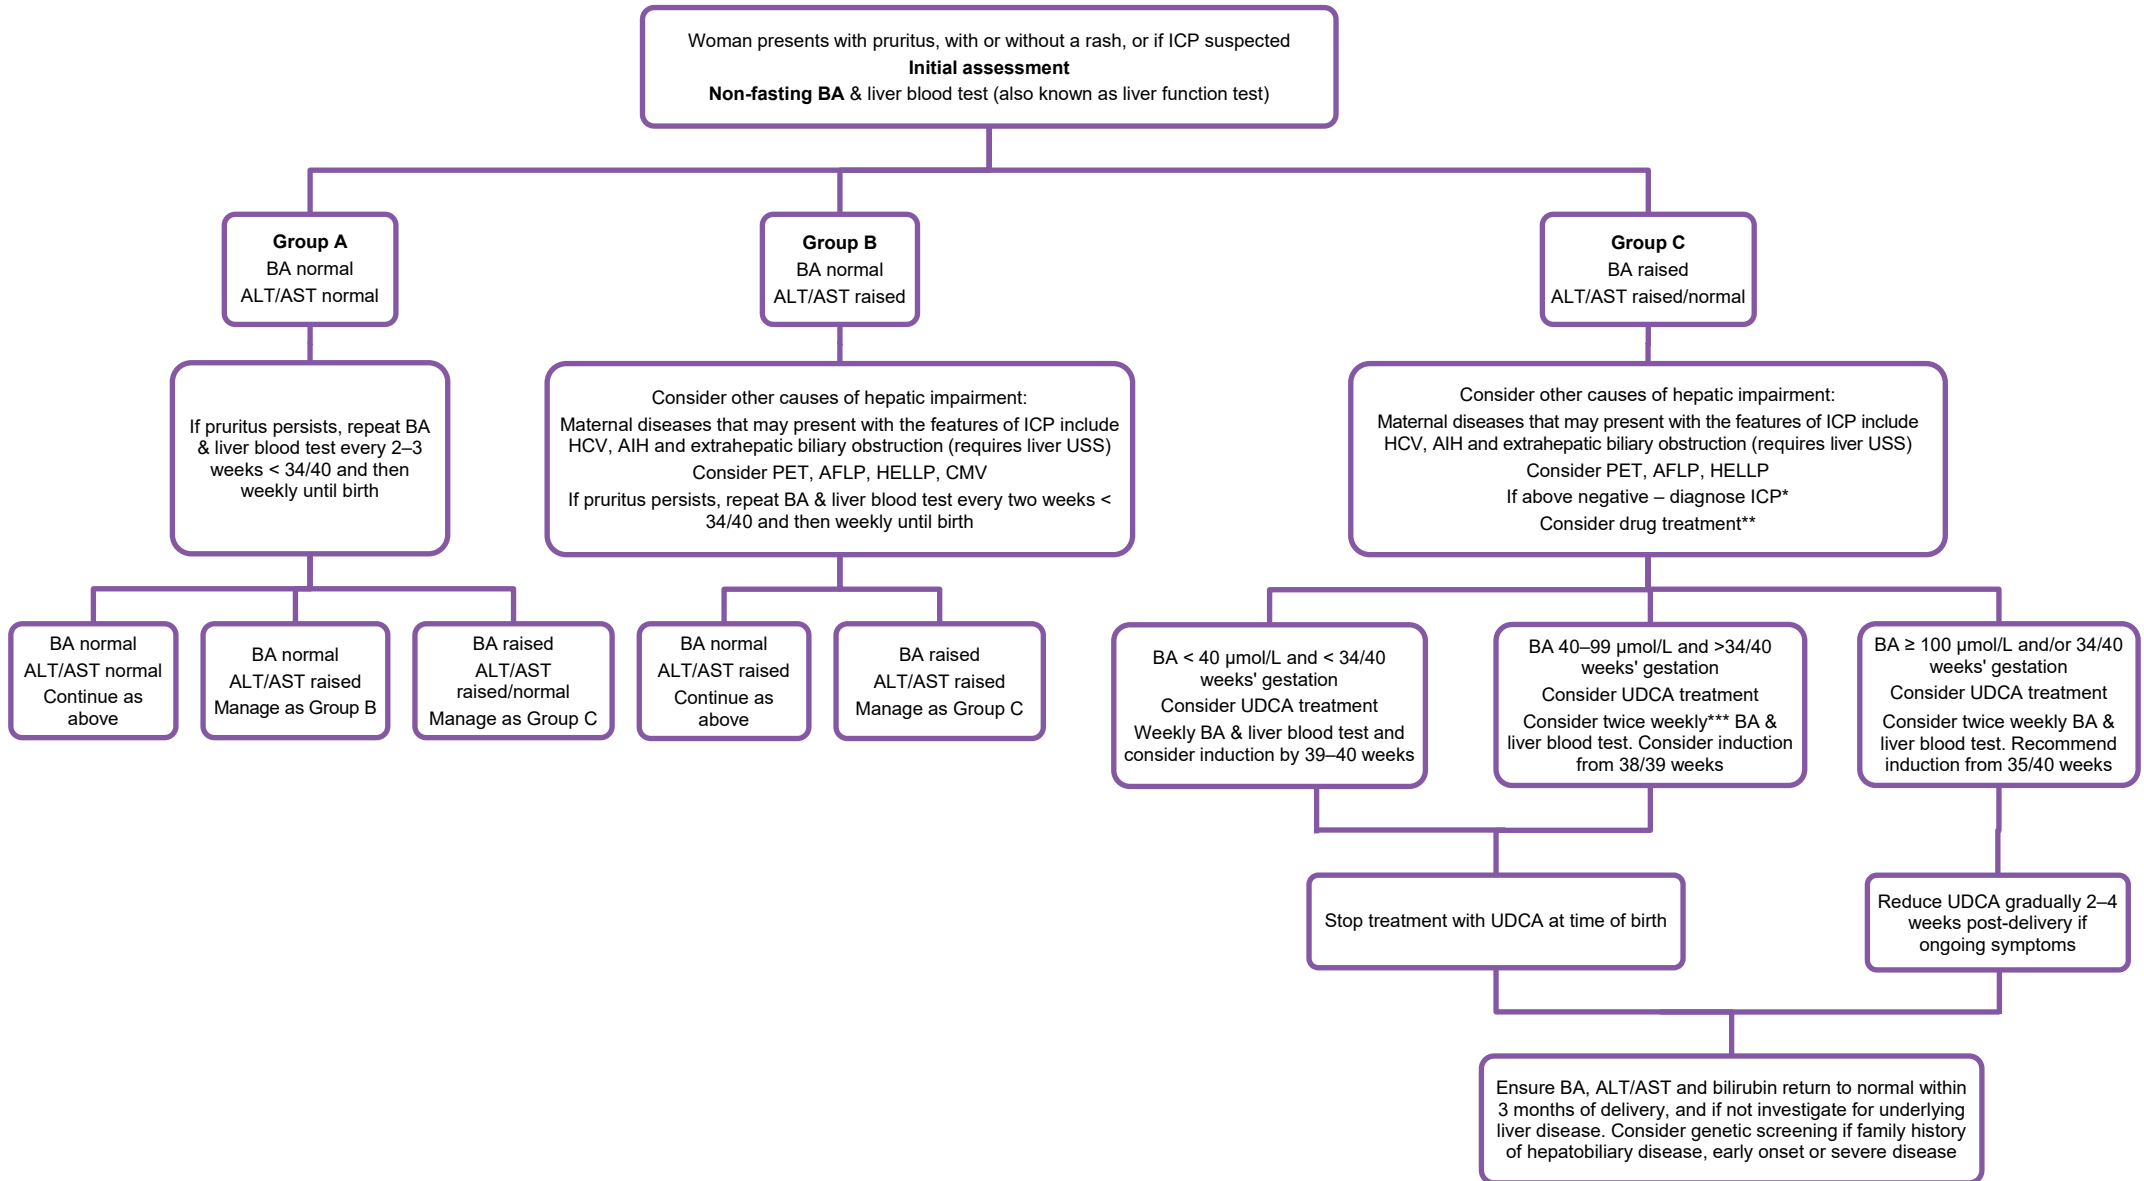 Woman presents with pruritus, with or without a rash, or if ICP suspected
Initial assessment
Non-fasting BA & liver blood test (also known as liver function test)
Group A
BA normal
ALT/AST normal
Group B
BA normal
ALT/AST raised
Group C
BA raised
ALT/AST raised/normal
If pruritus persists, repeat BA
& liver blood test every 2–3
weeks < 34/40 and then
weekly until birth
Consider other causes of hepatic impairment:
Maternal diseases that may present with the features of ICP include
HCV, AIH and extrahepatic biliary obstruction (requires liver USS)
Consider PET, AFLP, HELLP, CMV
If pruritus persists, repeat BA & liver blood test every two weeks <
34/40 and then weekly until birth
Consider other causes of hepatic impairment:
Maternal diseases that may present with the features of ICP include
HCV, AIH and extrahepatic biliary obstruction (requires liver USS)
Consider PET, AFLP, HELLP
If above negative – diagnose ICP*
Consider drug treatment**
BA normal
ALT/AST normal
Continue as
above
BA normal
ALT/AST raised
Manage as Group B
BA raised
ALT/AST
raised/normal
Manage as Group C
BA normal
ALT/AST raised
Continue as
above
BA raised
ALT/AST raised
Manage as Group C
BA < 40 µmol/L and < 34/40
weeks' gestation
Consider UDCA treatment
Weekly BA & liver blood test and
consider induction by 39–40 weeks
BA 40–99 µmol/L and >34/40
weeks' gestation
Consider UDCA treatment
Consider twice weekly*** BA &
liver blood test. Consider induction
from 38/39 weeks
BA ≥ 100 µmol/L and/or 34/40
weeks' gestation
Consider UDCA treatment
Consider twice weekly BA &
liver blood test. Recommend
induction from 35/40 weeks
Stop treatment with UDCA at time of birth
Reduce UDCA gradually 2–4
weeks post-delivery if
ongoing symptoms
Ensure BA, ALT/AST and bilirubin return to normal within
3 months of delivery, and if not investigate for underlying
liver disease. Consider genetic screening if family history
of hepatobiliary disease, early onset or severe disease